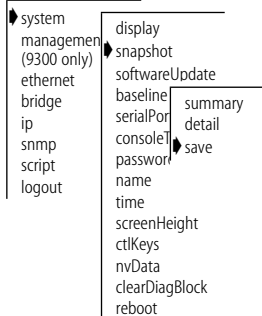 system
managemen
(9300 only)
ethernet
bridge
ip
snmp
script
logout
display
snapshot
softwareUpdate
baseline
serialPor
consoleT
passwor
name
time
screenHeight
ctlKeys
nvData
clearDiagBlock
reboot
summary
detail
save